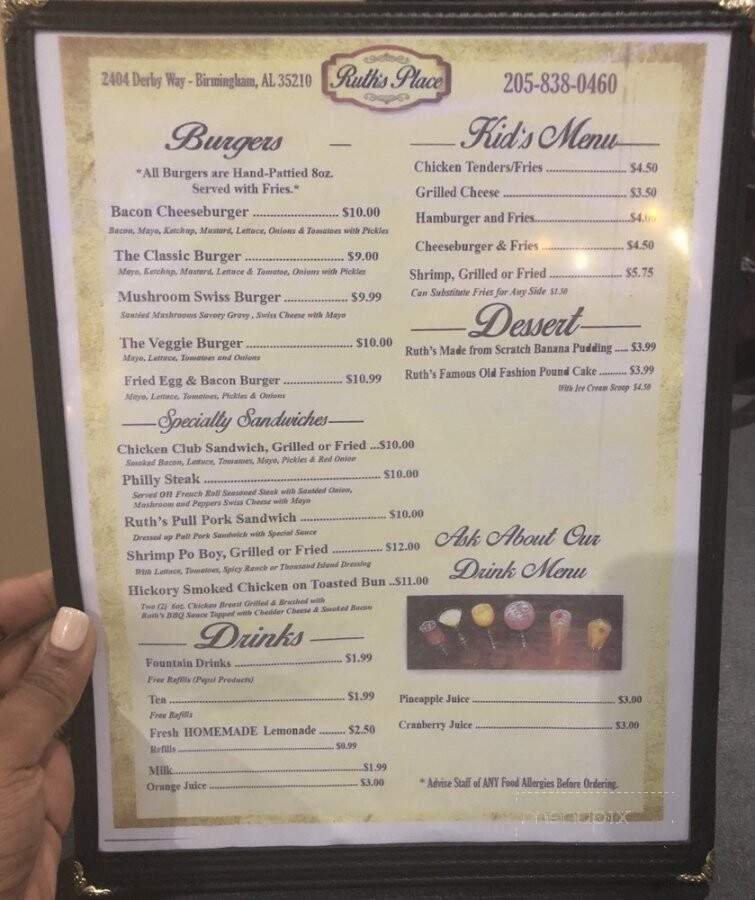 2404 Derby Way - Birmingham, AL 35210
Ruth's Place
205-838-0460
Burgers
*All Burgers are Hand-Pattied 8oz.
Served with Fries.*
Bacon Cheeseburger ........................ $10.00
Bacon, Mayo, Ketchup, Mustard, Lettuce, Onions & Tomatoes with Pickles
The Classic Burger ........................... $9.00
Mayo, Ketchup, Mustard, Lettuce & Tomatoe, Onions with Pickles
Mushroom Swiss Burger .................. $9.99
Sautéed Mushrooms Savory Gravy , Swiss Cheese with Mayo
The Veggie Burger .............................. $10.00
Mayo, Lettuce, Tomatoes and Onions
Fried Egg & Bacon Burger ................ $10.99
Mayo, Lettuce, Tomatoes, Pickles & Onions
Specialty Sandwiches
Chicken Club Sandwich, Grilled or Fried ...$10.00
Smoked Bacon, Lettuce, Tomatoes, Mayo, Pickles & Red Onion
Philly Steak .................................................. $10.00
Served On French Roll Seasoned Steak with Sautéed Onion,
Mushroom and Peppers Swiss Cheese with Mayo
Ruth's Pull Pork Sandwich ........................ $10.00
Dressed up Pull Pork Sandwich with Special Sauce
Shrimp Po Boy, Grilled or Fried .............. $12.00
With Lettuce, Tomatoes, Spicy Ranch or Thousand Island Dressing
Hickory Smoked Chicken on Toasted Bun ..$11.00
Two (2) 6oz. Chicken Breast Grilled & Brushed with
Ruth's BBQ Sauce Topped with Chedder Cheese & Smoked Bacon
Drinks
Fountain Drinks ............................... $1.99
Free Refills (Pepsi Products)
Tea .................................................. $1.99
Free Refills
Fresh HOMEMADE Lemonade ........ $2.50
Refills ............................................. $0.99
Milk ..................................................$1.99
Orange Juice ........................................ $3.00
Kid's Menu
Chicken Tenders/Fries ........................ $4.50
Grilled Cheese .................................... $3.50
Hamburger and Fries...........................
Cheeseburger & Fries ......................... $4.50
Shrimp, Grilled or Fried ...................... $5.75
Can Substitute Fries for Any Side $1.50
Dessert
Ruth's Made from Scratch Banana Pudding ..... $3.99
Ruth's Famous Old Fashion Pound Cake .......... $3.99
With Ice Cream Scoop $4.50
Ask About Our
Drink Menu
Pineapple Juice ............................................ $3.00
Cranberry Juice ............................................ $3.00
* Advise Staff of ANY Food Allergies Before Ordering.
menupix